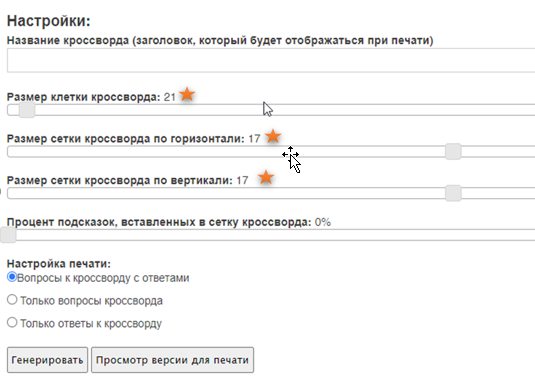 Настройки:
Название кроссворда (заголовок, который будет отображаться при печати)
Размер клетки кроссворда: 21
Размер сетки кроссворда по горизонтали: 17
Размер сетки кроссворда по вертикали: 17
Процент подсказок, вставленных в сетку кроссворда: 0%
Настройка печати:
Вопросы к кроссворду с ответами
Только вопросы кроссворда
Только ответы к кроссворду
Генерировать Просмотр версии для печати